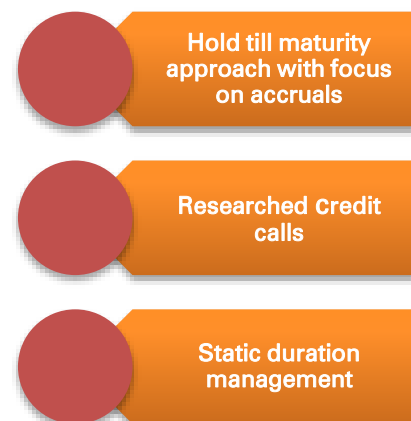 Hold till maturity
approach with focus
on accruals
Researched Credit
calls
Static duration
management